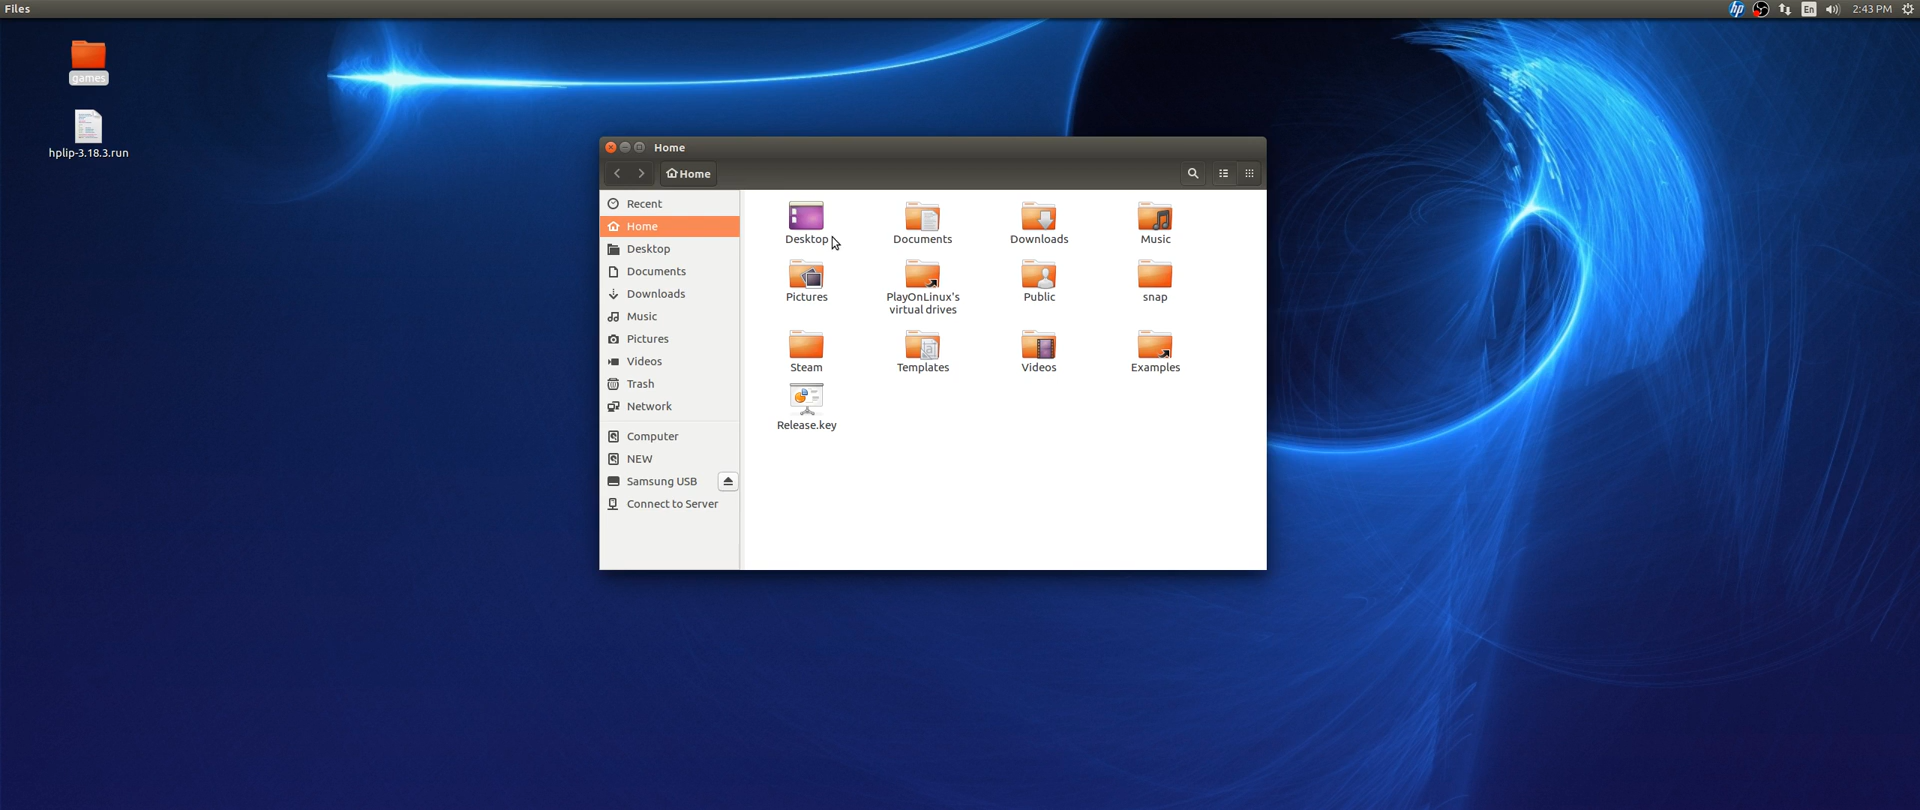 Files
hp
En
2:43 PM
games
hplip-3.18.3.run
Home
Home
Recent
Home
Desktop
Documents
Downloads
Music
Pictures
Videos
Trash
Network
Computer
NEW
Samsung USB
Connect to Server
Desktop
Documents
Downloads
Music
Pictures
PlayOnLinux's
virtual drives
Public
snap
Steam
Templates
Videos
Examples
Release.key